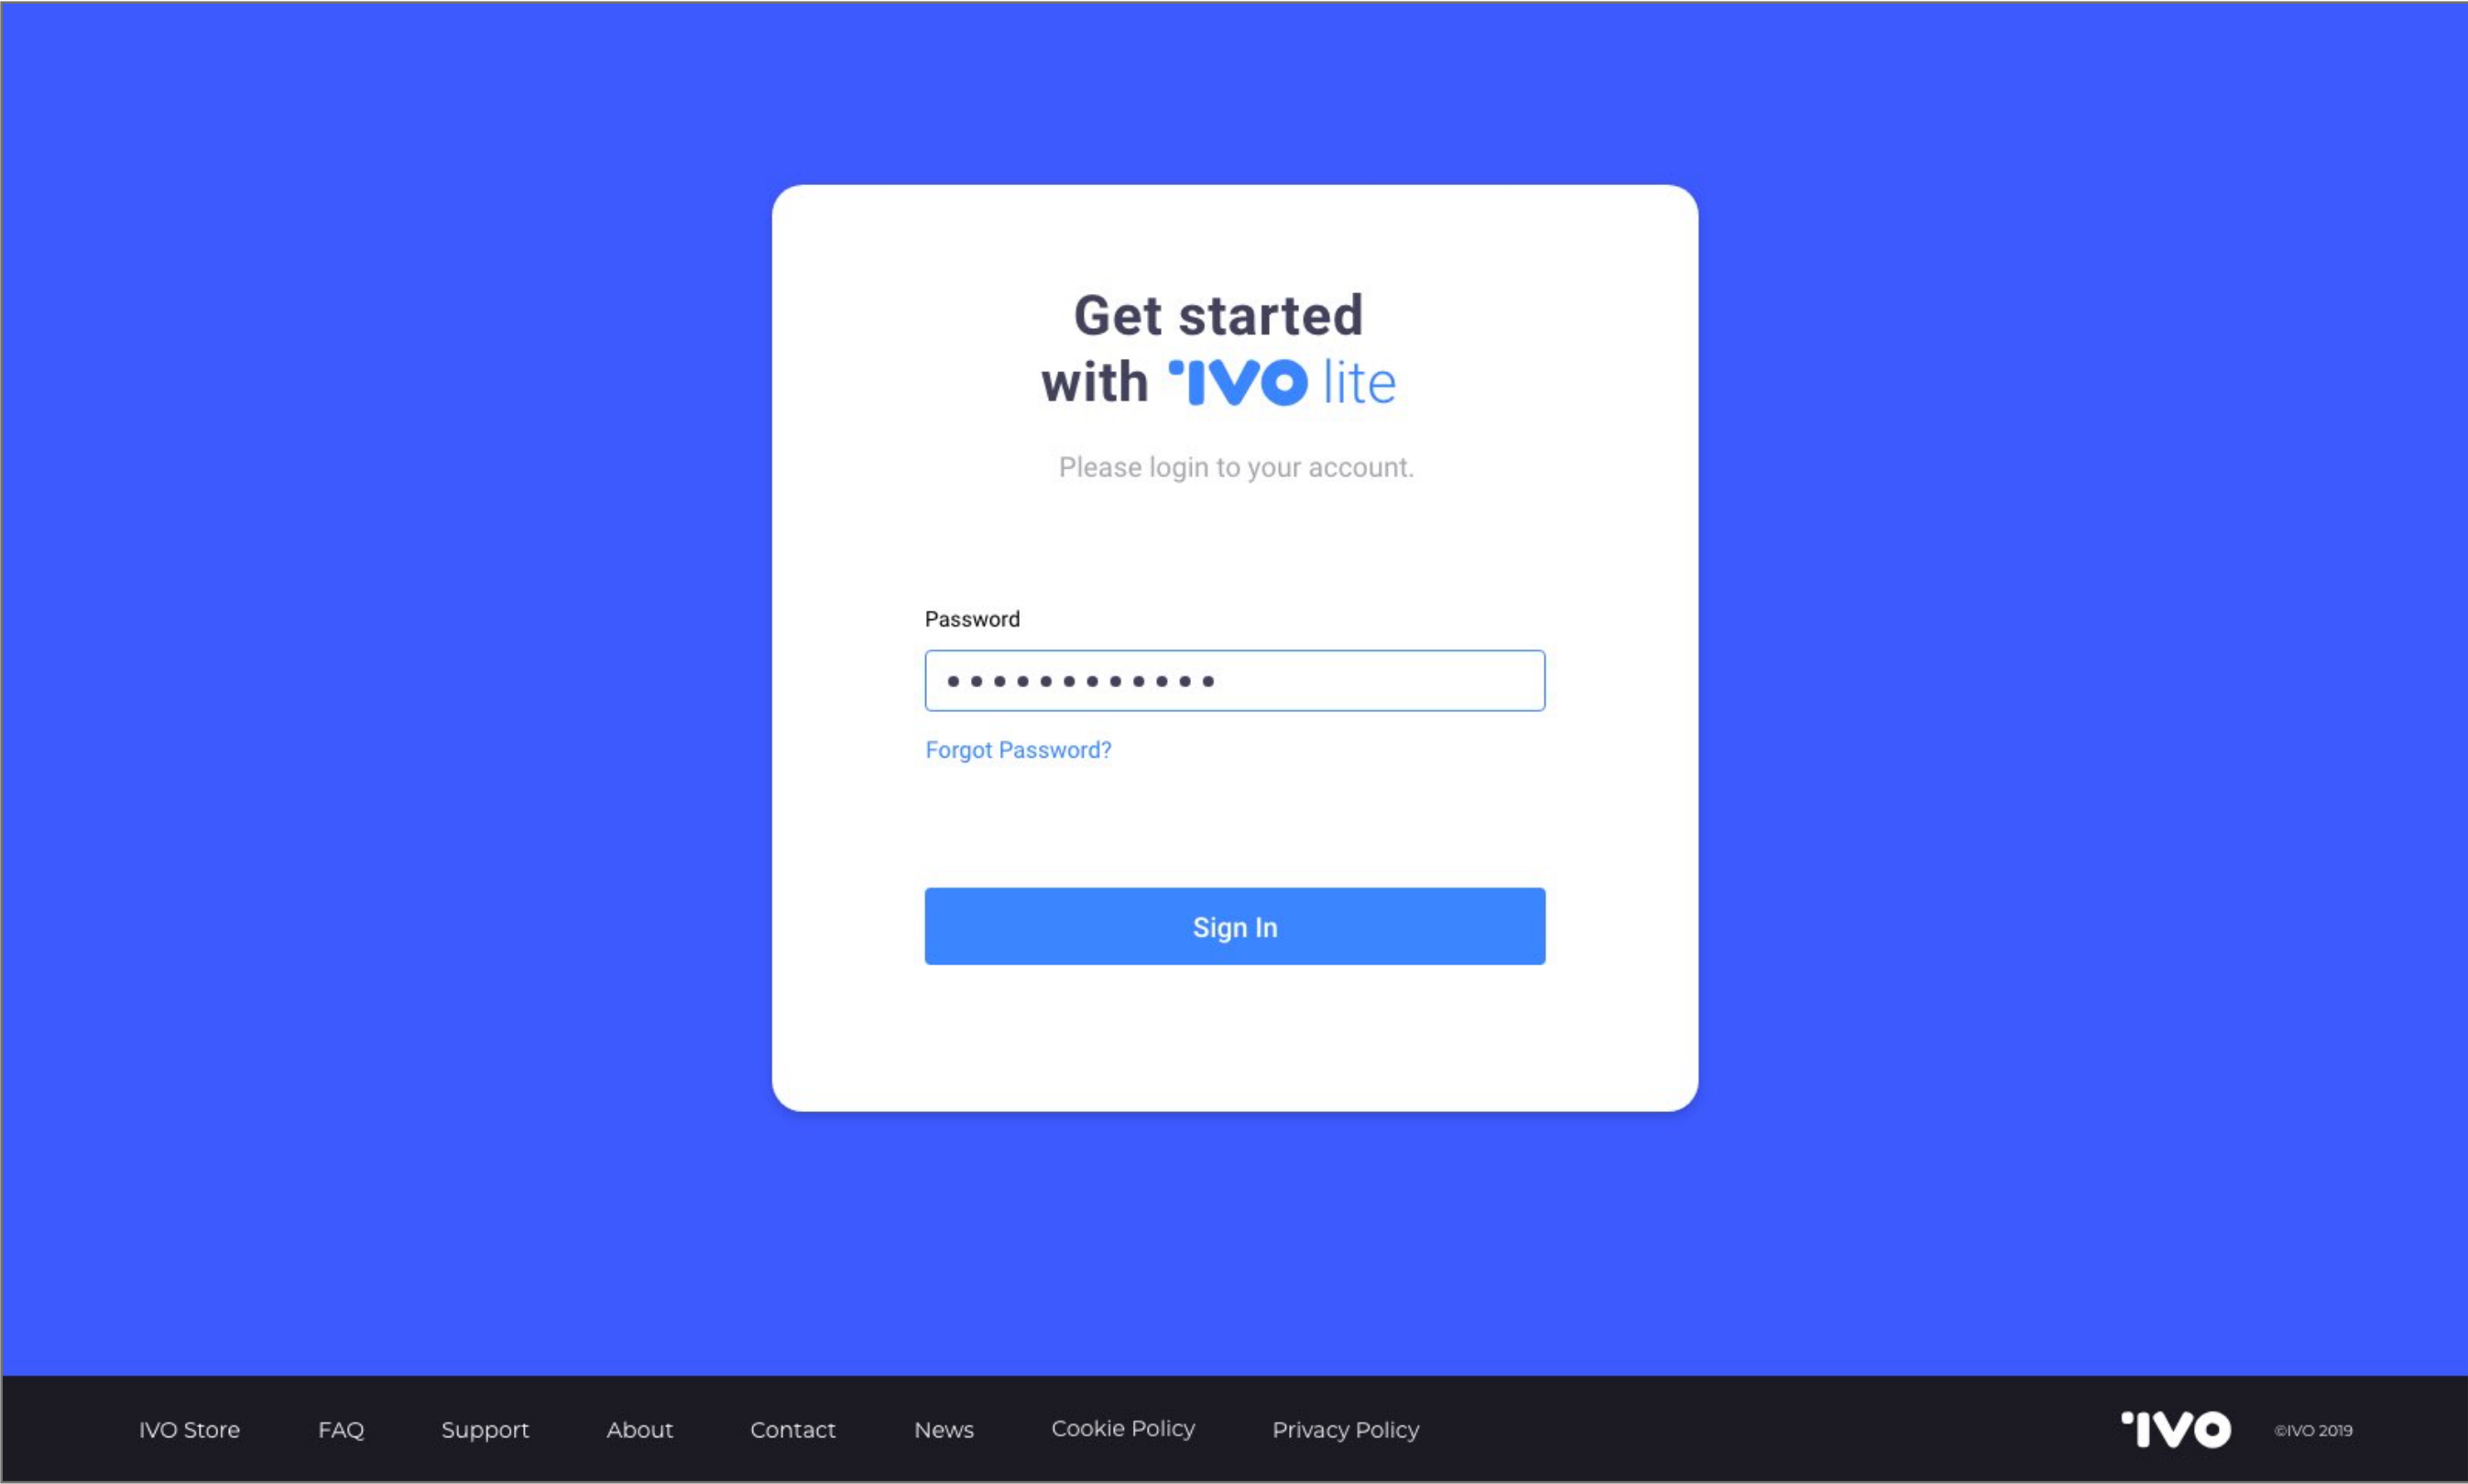 Get started
with IVO lite
Please login to your account.
Password
Forgot Password?
Sign In
IVO Store FAQ Support About Contact News Cookie Policy Privacy Policy IVO ©IVO 2019